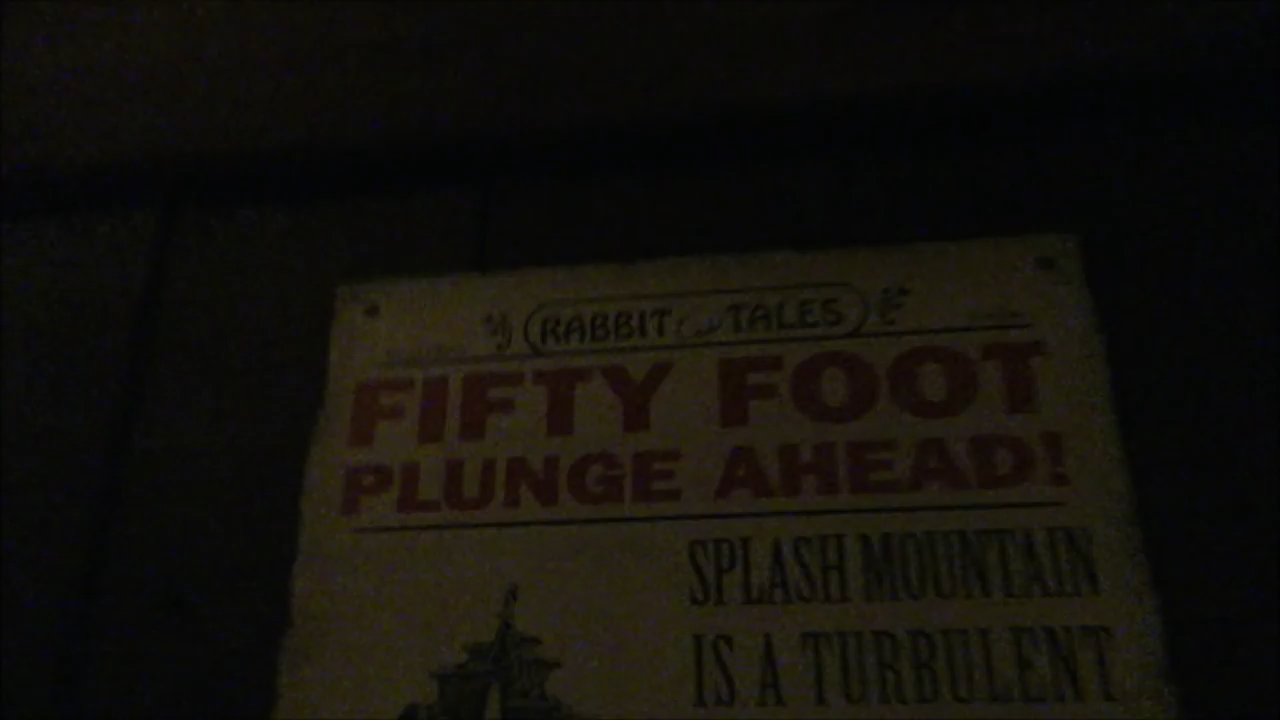 RABBIT TALES
FIFTY FOOT
PLUNGE AHEAD!
SPLASH MOUNTAIN
IS A TURBULENT